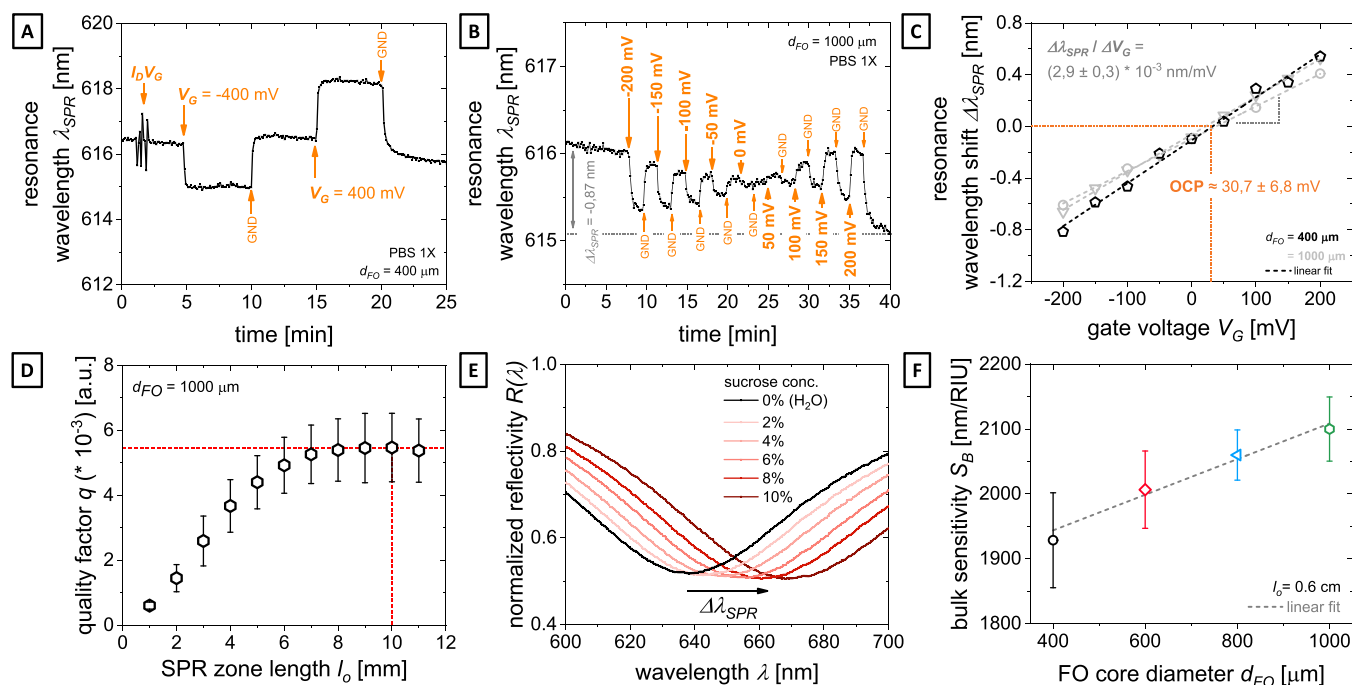 A
resonance
wavelength λSPR [nm]
620
618
616
614
612
IDVG
VG = -400 mV
GND
VG = 400 mV
GND
PBS 1X
dFO = 400 μm
0 5 10 15 20 25
time [min]
B
resonance
wavelength λSPR [nm]
617
616
615
dFO = 1000 μm
PBS 1X
-200 mV
-150 mV
-100 mV
-50 mV
0 mV
GND
GND
GND
GND
ΔλSPR = -0,87 nm
GND
GND
GND
GND
GND
GND
50 mV
100 mV
150 mV
200 mV
0 5 10 15 20 25 30 35 40
time [min]
C
resonance
wavelength shift ΔλSPR [nm]
0.8
0.4
0.0
-0.4
-0.8
-1.2
ΔλSPR / ΔVG =
(2,9 ± 0,3) * 10-3 nm/mV
OCP ≈ 30,7 ± 6,8 mV
dFO = 400 μm
= 1000 μm
linear fit
-200 -100 0 100 200
gate voltage VG [mV]
D
quality factor q (* 10-3) [a.u.]
8
6
4
2
0
dFO = 1000 μm
0 2 4 6 8 10 12
SPR zone length lo [mm]
E
normalized reflectivity R(λ)
1.0
0.8
0.6
0.4
sucrose conc.
0% (H2O)
2%
4%
6%
8%
10%
ΔλSPR
600 620 640 660 680 700
wavelength λ [nm]
F
bulk sensitivity SB [nm/RIU]
2200
2100
2000
1900
1800
lo= 0.6 cm
linear fit
400 600 800 1000
FO core diameter dFO [μm]